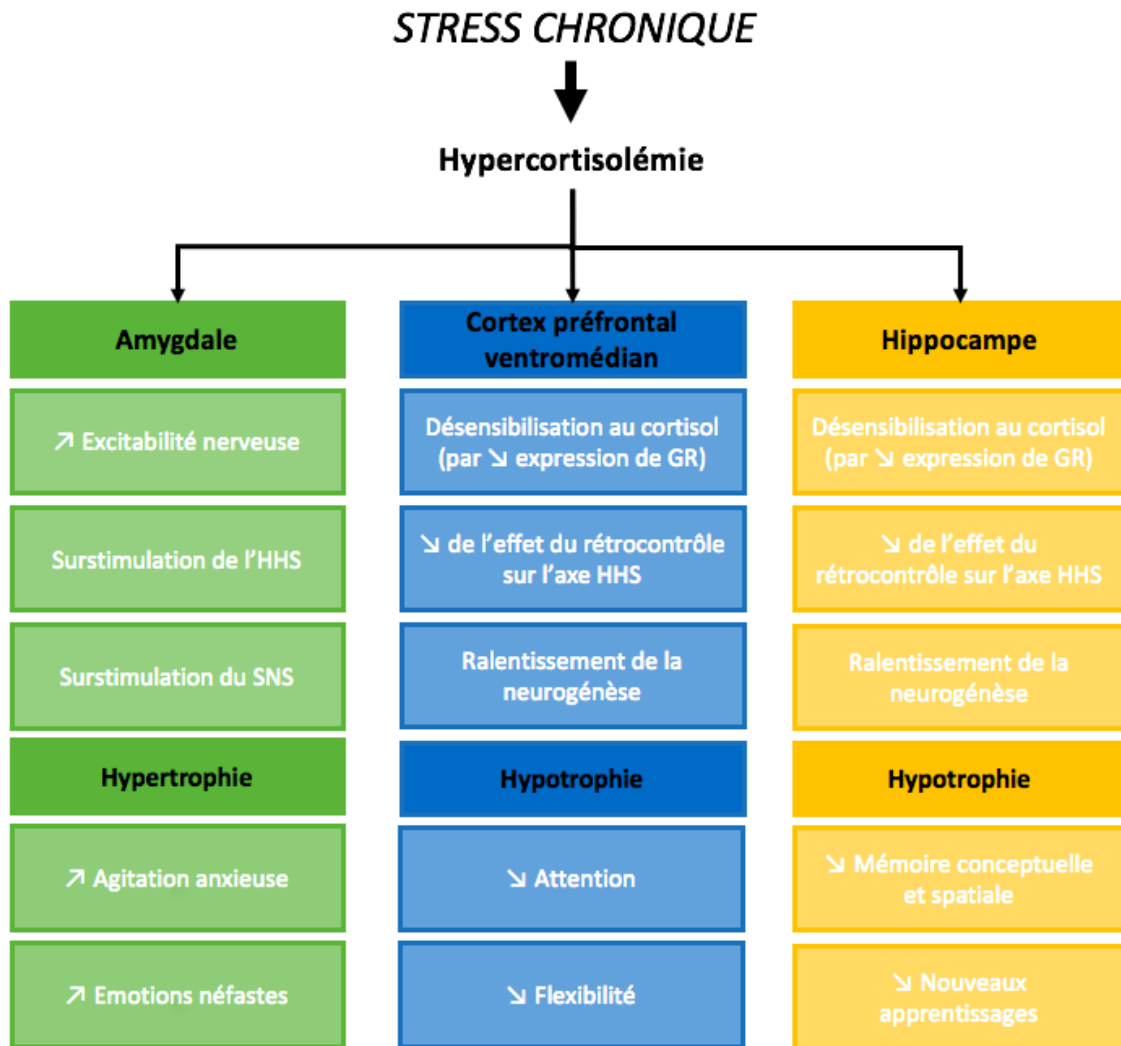 STRESS CHRONIQUE
Hypercortisolémie
Amygdale
↗ Excitabilité nerveuse
Surstimulation de l’HHS
Surstimulation du SNS
Hypertrophie
↗ Agitation anxieuse
↗ Emotions néfastes
Cortex préfrontal
ventromédian
Désensibilisation au cortisol
(par ↘ expression de GR)
↘ de l’effet du rétrocontrôle
sur l’axe HHS
Ralentissement de la
neurogénèse
Hypotrophie
↘ Attention
↘ Flexibilité
Hippocampe
Désensibilisation au cortisol
(par ↘ expression de GR)
↘ de l’effet du
rétrocontrôle sur l’axe HHS
Ralentissement de la
neurogénèse
Hypotrophie
↘ Mémoire conceptuelle
et spatiale
↘ Nouveaux
apprentissages